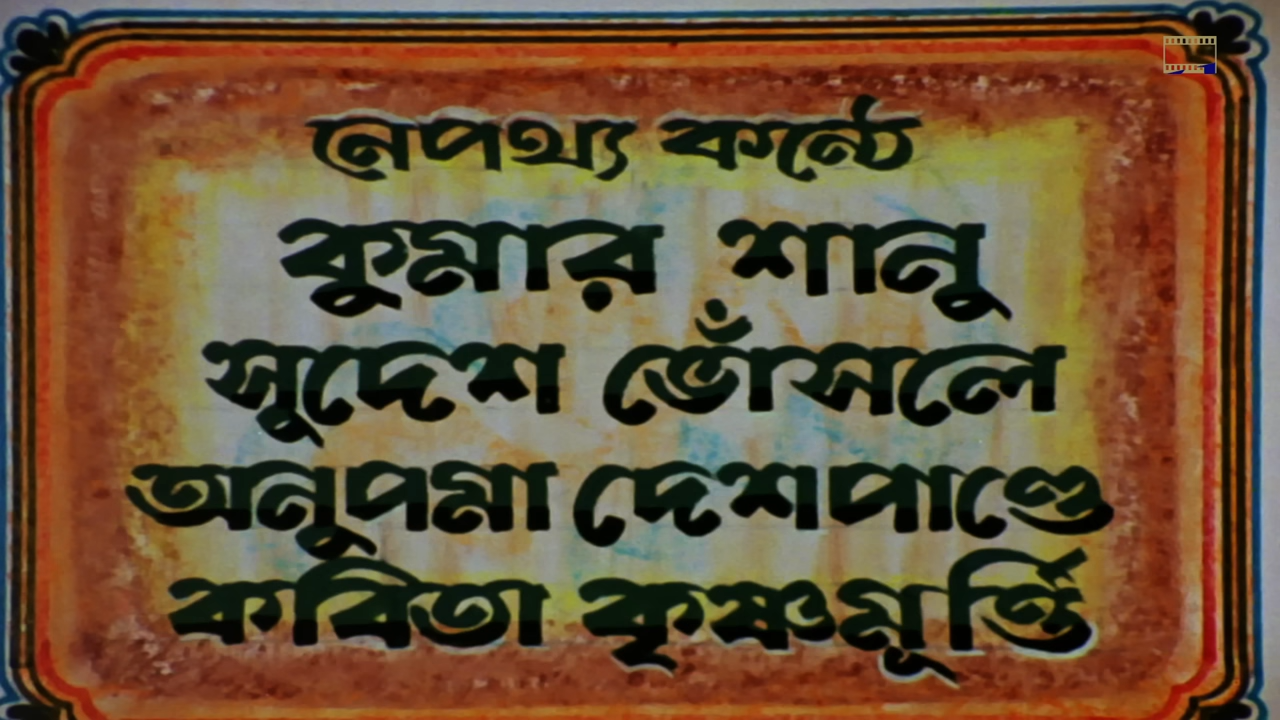 নেপথ্য কন্ঠে
কুমার শানু
সুদেশ ভোঁসলে
অনুপমা দেশপাণ্ডে
কবিতা কৃষ্ণমূর্ত্তি